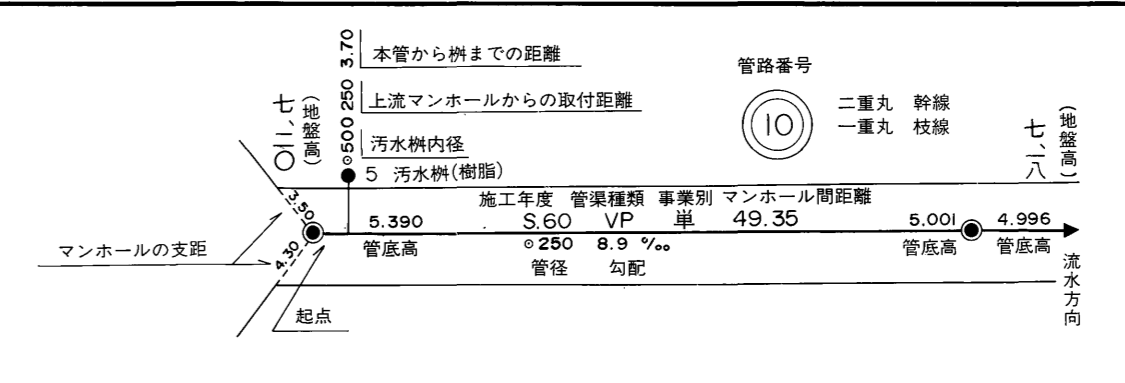 3.70
本管から桝までの距離
250
上流マンホールからの取付距離
⊙500
汚水桝内径
5 汚水桝(樹脂)
管路番号
10
二重丸 幹線
一重丸 枝線
(地盤高)
(地盤高)
七、一八
3.50
4.30
マンホールの支距
起点
施工年度 管渠種類 事業別 マンホール間距離
5.390 S.60 VP 単 49.35 5.001 4.996
管底高 ⊙250 8.9 ‰ 管底高 管底高
管径 勾配
流水方向